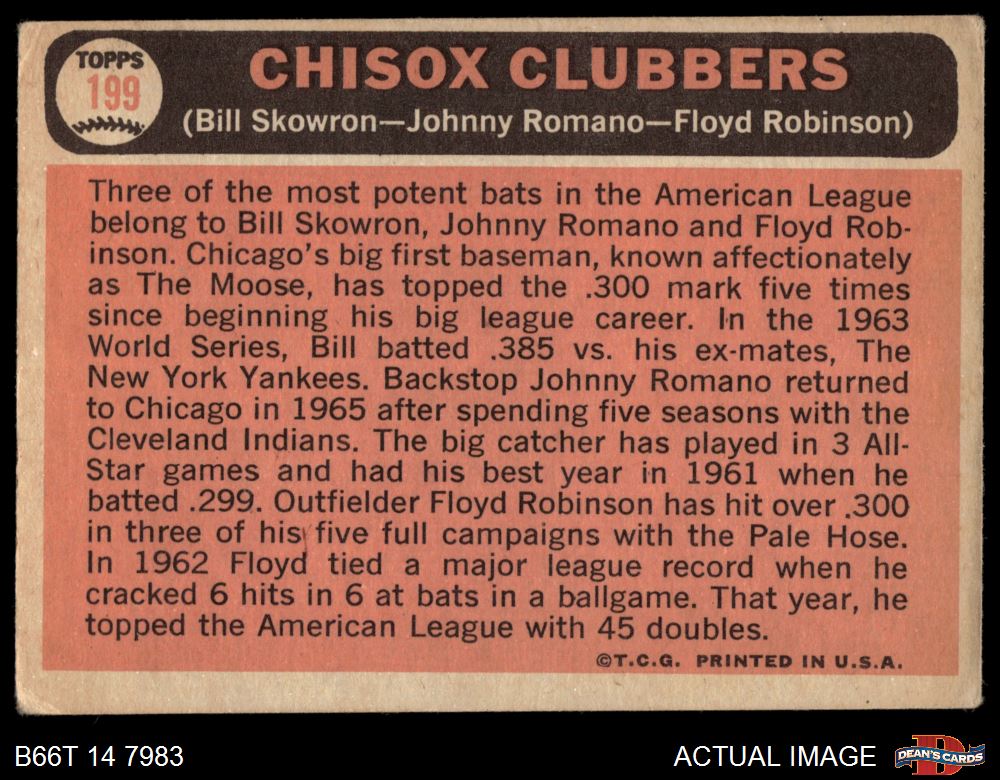 TOPPS
199
CHISOX CLUBBERS
(Bill Skowron—Johnny Romano—Floyd Robinson)
Three of the most potent bats in the American League
belong to Bill Skowron, Johnny Romano and Floyd Rob-
inson. Chicago's big first baseman, known affectionately
as The Moose, has topped the .300 mark five times
since beginning his big league career. In the 1963
World Series, Bill batted .385 vs. his ex-mates, The
New York Yankees. Backstop Johnny Romano returned
to Chicago in 1965 after spending five seasons with the
Cleveland Indians. The big catcher has played in 3 All-
Star games and had his best year in 1961 when he
batted .299. Outfielder Floyd Robinson has hit over .300
in three of his five full campaigns with the Pale Hose.
In 1962 Floyd tied a major league record when he
cracked 6 hits in 6 at bats in a ballgame. That year, he
topped the American League with 45 doubles.
©T.C.G. PRINTED IN U.S.A.
B66T 14 7983
ACTUAL IMAGE
DEAN'S CARDS